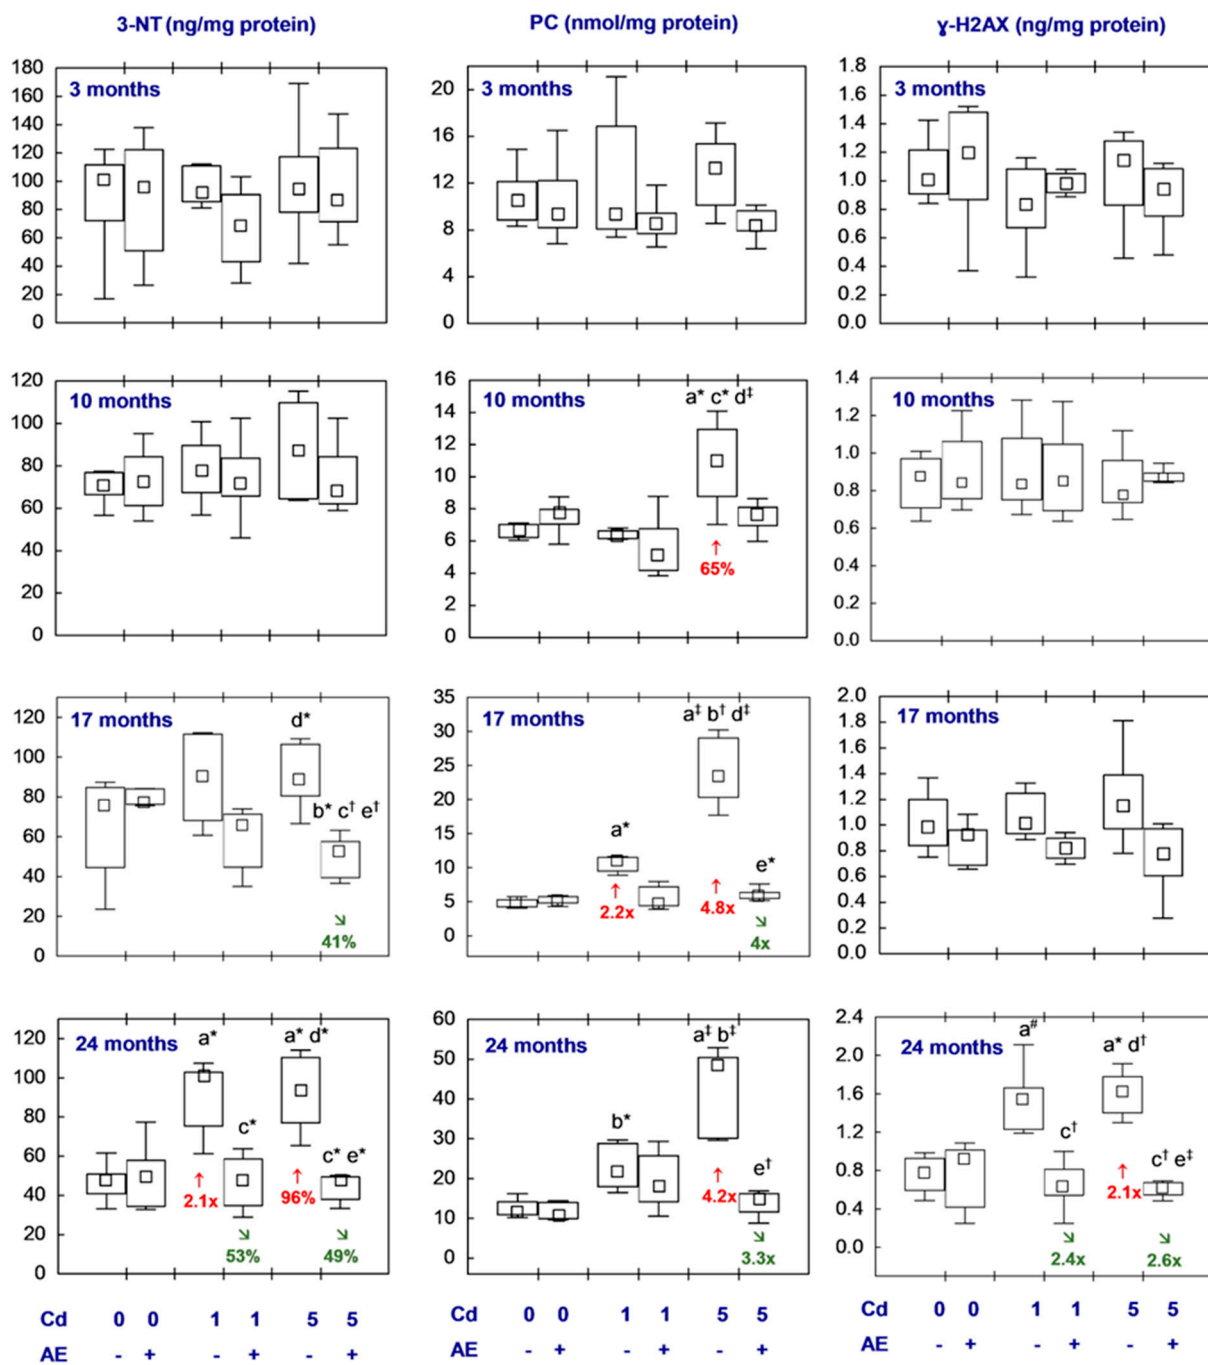 3-NT (ng/mg protein)
PC (nmol/mg protein)
ɣ-H2AX (ng/mg protein)
3 months
180
160
140
120
100
80
60
40
20
0
3 months
20
16
12
8
4
0
3 months
1.8
1.6
1.4
1.2
1.0
0.8
0.6
0.4
0.2
0.0
10 months
120
100
80
60
40
20
0
10 months
16
14
12
10
8
6
4
2
0
a* c* d‡
↑
65%
10 months
1.4
1.2
1.0
0.8
0.6
0.4
0.2
0.0
17 months
120
100
80
60
40
20
0
d*
b* c† e†
↘
41%
17 months
35
30
25
20
15
10
5
0
a*
↑
2.2x
a‡ b† d‡
↑
4.8x
e*
↘
4x
17 months
2.0
1.8
1.6
1.4
1.2
1.0
0.8
0.6
0.4
0.2
0.0
24 months
120
100
80
60
40
20
0
a*
↑
2.1x
c*
↘
53%
a* d*
↑
96%
c* e*
↘
49%
24 months
60
50
40
30
20
10
0
b*
a‡ b‡
↑
4.2x
e†
↘
3.3x
24 months
2.4
2.0
1.6
1.2
0.8
0.4
0.0
a#
c†
↘
2.4x
a* d†
↑
2.1x
c† e‡
↘
2.6x
Cd 0 0 1 1 5 5 0 0 1 1 5 5 0 0 1 1 5 5
AE - + - + - + - + - + - + - + - + - +